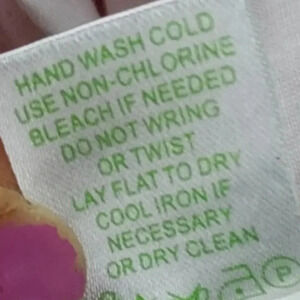 HAND WASH COLD
USE NON-CHLORINE
BLEACH IF NEEDED
DO NOT WRING
OR TWIST
LAY FLAT TO DRY
COOL IRON IF
NECESSARY
OR DRY CLEAN
P